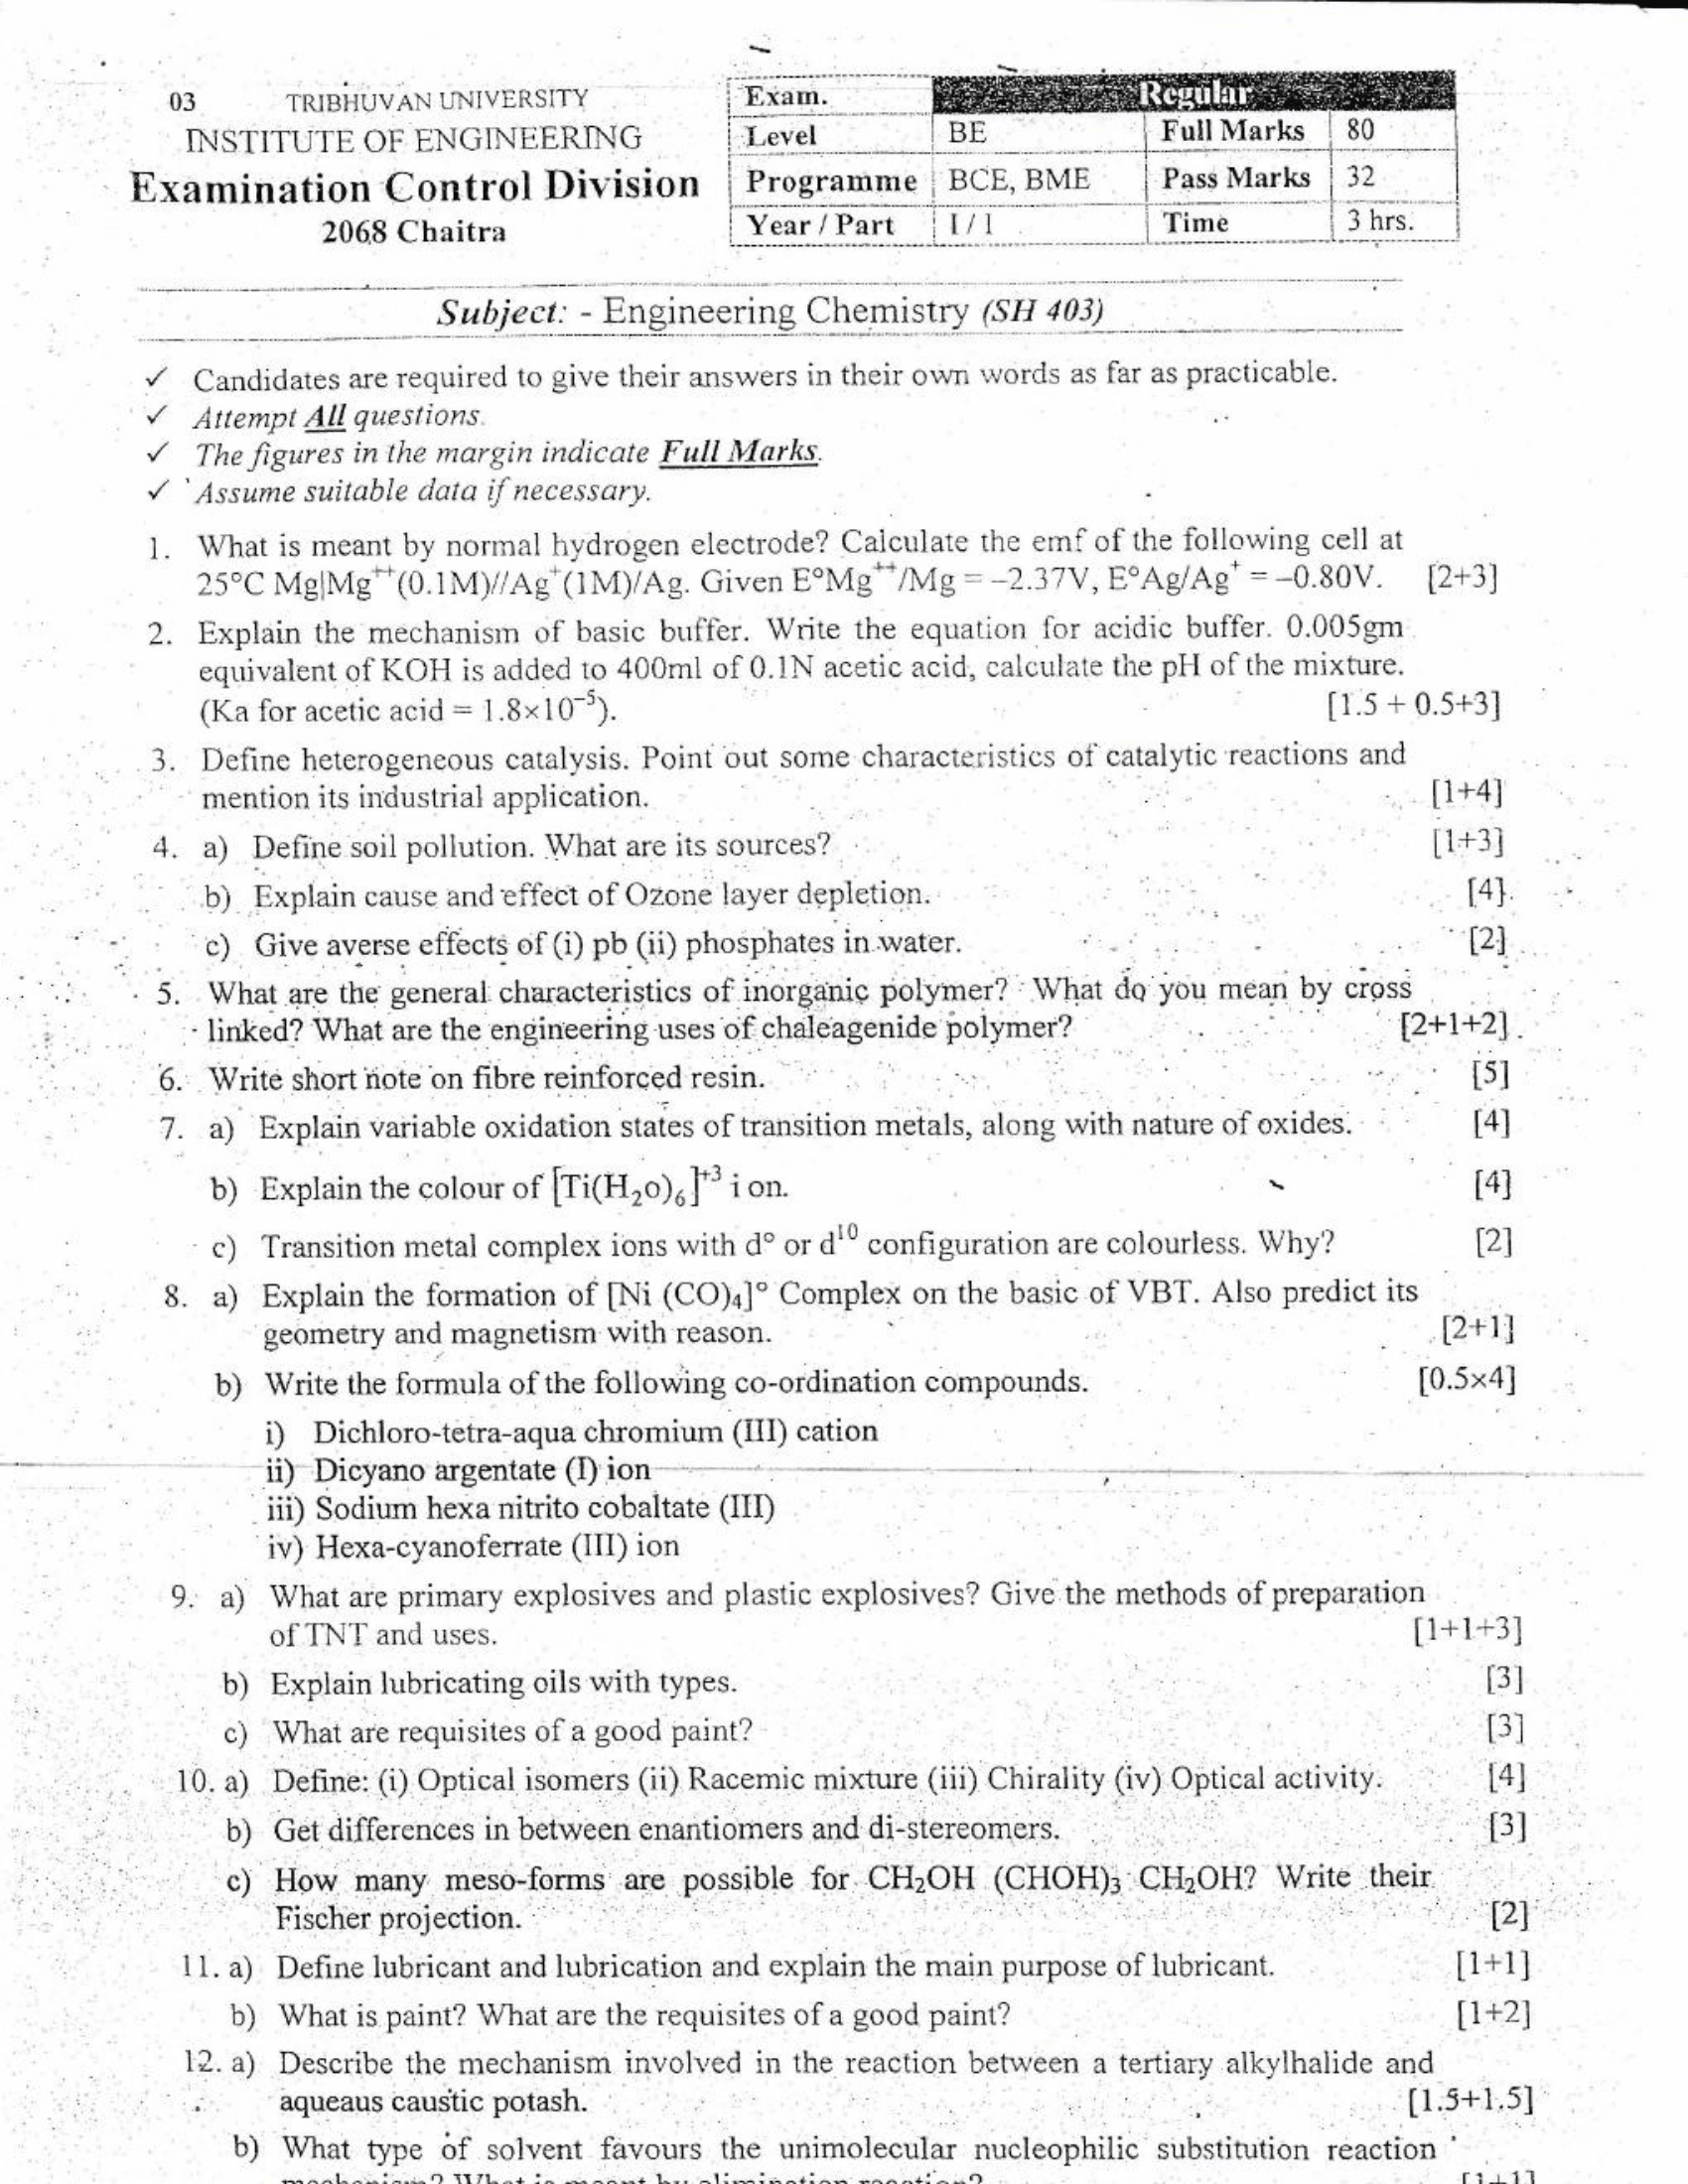 03 TRIBHUVAN UNIVERSITY
INSTITUTE OF ENGINEERING
Examination Control Division
2068 Chaitra
Exam. Regular
Level BE Full Marks 80
Programme BCE, BME Pass Marks 32
Year / Part I / I Time 3 hrs.
Subject: - Engineering Chemistry (SH 403)
✓ Candidates are required to give their answers in their own words as far as practicable.
✓ Attempt All questions.
✓ The figures in the margin indicate Full Marks.
✓ Assume suitable data if necessary.
1. What is meant by normal hydrogen electrode? Calculate the emf of the following cell at
25°C Mg|Mg⁺⁺(0.1M)//Ag⁺(1M)/Ag. Given E°Mg⁺⁺/Mg = –2.37V, E°Ag/Ag⁺ = –0.80V. [2+3]
2. Explain the mechanism of basic buffer. Write the equation for acidic buffer. 0.005gm
equivalent of KOH is added to 400ml of 0.1N acetic acid, calculate the pH of the mixture.
(Ka for acetic acid = 1.8×10⁻⁵). [1.5 + 0.5+3]
3. Define heterogeneous catalysis. Point out some characteristics of catalytic reactions and
mention its industrial application. [1+4]
4. a) Define soil pollution. What are its sources? [1+3]
b) Explain cause and effect of Ozone layer depletion. [4]
c) Give averse effects of (i) pb (ii) phosphates in water. [2]
5. What are the general characteristics of inorganic polymer? What do you mean by cross
linked? What are the engineering uses of chaleagenide polymer? [2+1+2]
6. Write short note on fibre reinforced resin. [5]
7. a) Explain variable oxidation states of transition metals, along with nature of oxides. [4]
b) Explain the colour of [Ti(H₂o)₆]⁺³ i on. [4]
c) Transition metal complex ions with d° or d¹⁰ configuration are colourless. Why? [2]
8. a) Explain the formation of [Ni (CO)₄]° Complex on the basic of VBT. Also predict its
geometry and magnetism with reason. [2+1]
b) Write the formula of the following co-ordination compounds. [0.5×4]
i) Dichloro-tetra-aqua chromium (III) cation
ii) Dicyano argentate (I) ion
iii) Sodium hexa nitrito cobaltate (III)
iv) Hexa-cyanoferrate (III) ion
9. a) What are primary explosives and plastic explosives? Give the methods of preparation
of TNT and uses. [1+1+3]
b) Explain lubricating oils with types. [3]
c) What are requisites of a good paint? [3]
10. a) Define: (i) Optical isomers (ii) Racemic mixture (iii) Chirality (iv) Optical activity. [4]
b) Get differences in between enantiomers and di-stereomers. [3]
c) How many meso-forms are possible for CH₂OH (CHOH)₃ CH₂OH? Write their
Fischer projection. [2]
11. a) Define lubricant and lubrication and explain the main purpose of lubricant. [1+1]
b) What is paint? What are the requisites of a good paint? [1+2]
12. a) Describe the mechanism involved in the reaction between a tertiary alkylhalide and
aqueaus caustic potash. [1.5+1.5]
b) What type of solvent favours the unimolecular nucleophilic substitution reaction
mechanism? What is meant by elimination reaction? [1+1]